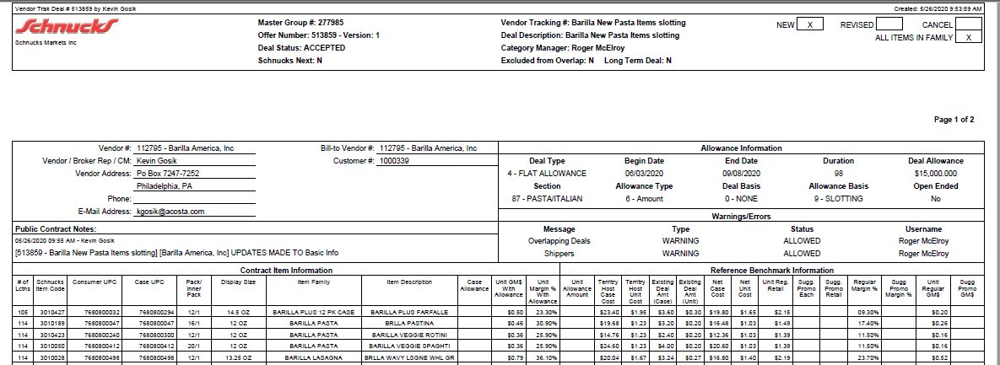 Vendor Trak Deal # 513859 by Kevin Gosik Created: 5/26/2020 9:53:59 AM
Schnucks
Schnucks Markets Inc
Master Group #: 277985
Offer Number: 513859 - Version: 1
Deal Status: ACCEPTED
Schnucks Next: N
Vendor Tracking #: Barilla New Pasta Items slotting
Deal Description: Barilla New Pasta Items slotting
Category Manager: Roger McElroy
Excluded from Overlap: N Long Term Deal: N
NEW X REVISED CANCEL
ALL ITEMS IN FAMILY X
Page 1 of 2
Vendor #: 112795 - Barilla America, Inc
Vendor / Broker Rep / CM: Kevin Gosik
Vendor Address: Po Box 7247-7252
Philadelphia, PA
Phone:
E-Mail Address: kgosik@acosta.com
Bill-to Vendor #: 112795 - Barilla America, Inc
Customer #: 1000339
Public Contract Notes:
05/26/2020 09:55 AM - Kevin Gosik
[513859 - Barilla New Pasta Items slotting] [Barilla America, Inc] UPDATES MADE TO Basic Info
Allowance Information
Deal Type Begin Date End Date Duration Deal Allowance
4 - FLAT ALLOWANCE 06/03/2020 09/08/2020 98 $15,000.000
Section Allowance Type Deal Basis Allowance Basis Open Ended
87 - PASTA/ITALIAN 6 - Amount 0 - NONE 9 - SLOTTING No
Warnings/Errors
Message Type Status Username
Overlapping Deals WARNING ALLOWED Roger McElroy
Shippers WARNING ALLOWED Roger McElroy
Contract Item Information Reference Benchmark Information
# of Lctns Schnucks Item Code Consumer UPC Case UPC Pack/ Inner Pack Display Size Item Family Item Description Case Allowance Unit GM$ With Allowance Unit Margin % With Allowance Unit Allowance Amount Territry Host Case Cost Territry Host Unit Cost Existing Deal Amt (Case) Existing Deal Amt (Unit) Net Case Cost Net Unit Cost Unit Reg. Retail Sugg. Promo Each Sugg. Promo Retail Regular Margin % Sugg Promo Margin % Unit Regular GM$ Sugg Promo GM$
105 3010427 7680800032 7680800294 12/1 14.5 OZ BARILLA PLUS 12 PK CASE BARILLA PLUS FARFALLE $0.50 23.30% $23.40 $1.95 $3.60 $0.30 $19.80 $1.65 $2.15 09.30% $0.20
114 3010189 7680800047 7680800047 16/1 12 OZ BARILLA PASTA BRLLA PASTINA $0.46 30.90% $19.68 $1.23 $3.20 $0.20 $16.48 $1.03 $1.49 17.40% $0.26
114 3010423 7680800240 7680800300 12/1 12 OZ BARILLA PASTA BARILLA VEGGIE ROTINI $0.36 25.90% $14.76 $1.23 $2.40 $0.20 $12.36 $1.03 $1.39 11.50% $0.16
114 3010050 7680800412 7680800412 20/1 12 OZ BARILLA PASTA BARILLA VEGGIE SPAGHTI $0.36 25.90% $24.60 $1.23 $4.00 $0.20 $20.60 $1.03 $1.39 11.50% $0.16
114 3010028 7680800498 7680800498 12/1 13.25 OZ BARILLA LASAGNA BRLLA WAVY LSGNE WHL GR $0.79 36.10% $20.04 $1.67 $3.24 $0.27 $16.80 $1.40 $2.19 23.70% $0.52